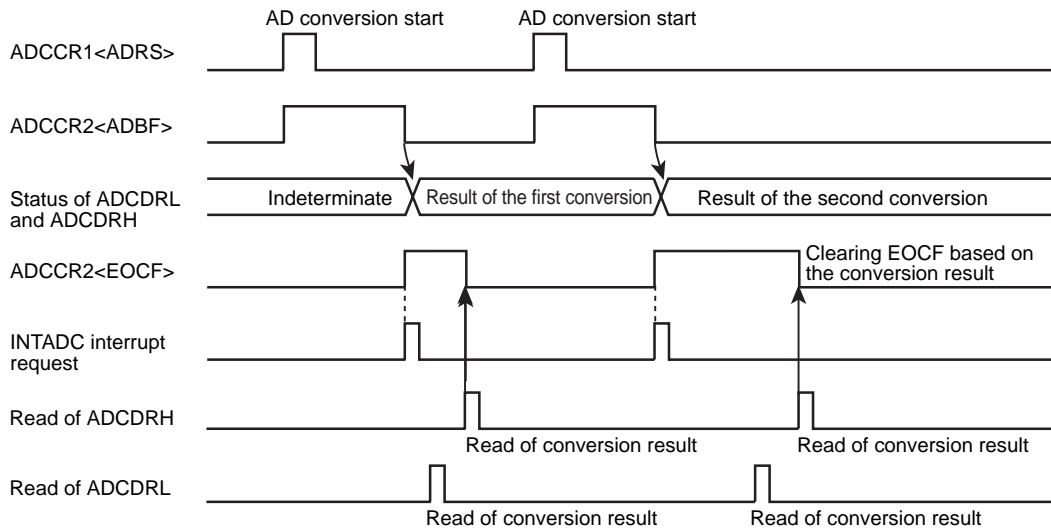 AD conversion start
AD conversion start
ADCCR1<ADRS>
ADCCR2<ADBF>
Status of ADCDRL
and ADCDRH
Indeterminate
Result of the first conversion
Result of the second conversion
ADCCR2<EOCF>
Clearing EOCF based on
the conversion result
INTADC interrupt
request
Read of ADCDRH
Read of conversion result
Read of conversion result
Read of ADCDRL
Read of conversion result
Read of conversion result